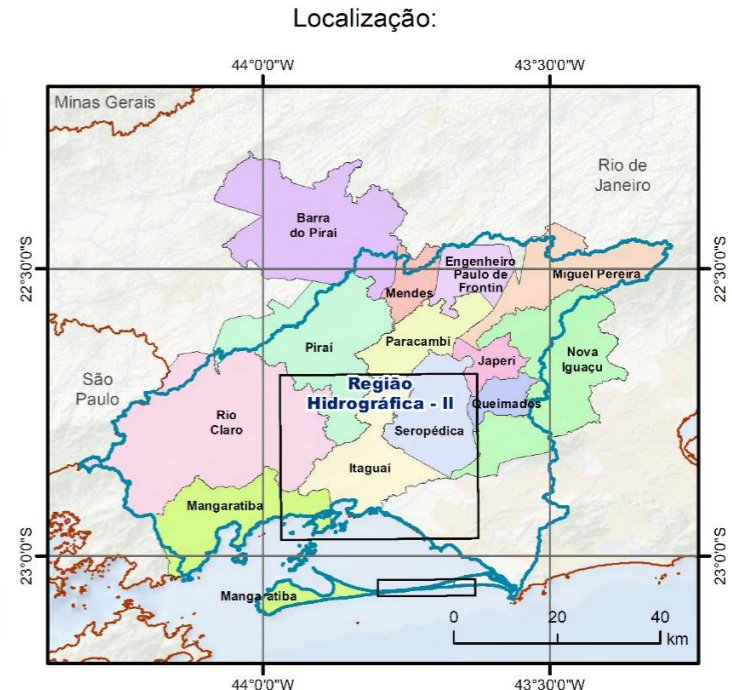 Localização:
44°0'0"W
43°30'0"W
Minas Gerais
Rio de
Janeiro
Barra
do Piraí
22°30'0"S
22°30'0"S
Engenheiro
Paulo de
Frontin
Miguel Pereira
Mendes
Piraí
Paracambi
Japeri
Nova
Iguaçu
São
Paulo
Região
Hidrográfica - II
Rio
Claro
Queimados
Seropédica
Itaguaí
Mangaratiba
23°0'0"S
23°0'0"S
Mangaratiba
0
20
40
km
44°0'0"W
43°30'0"W